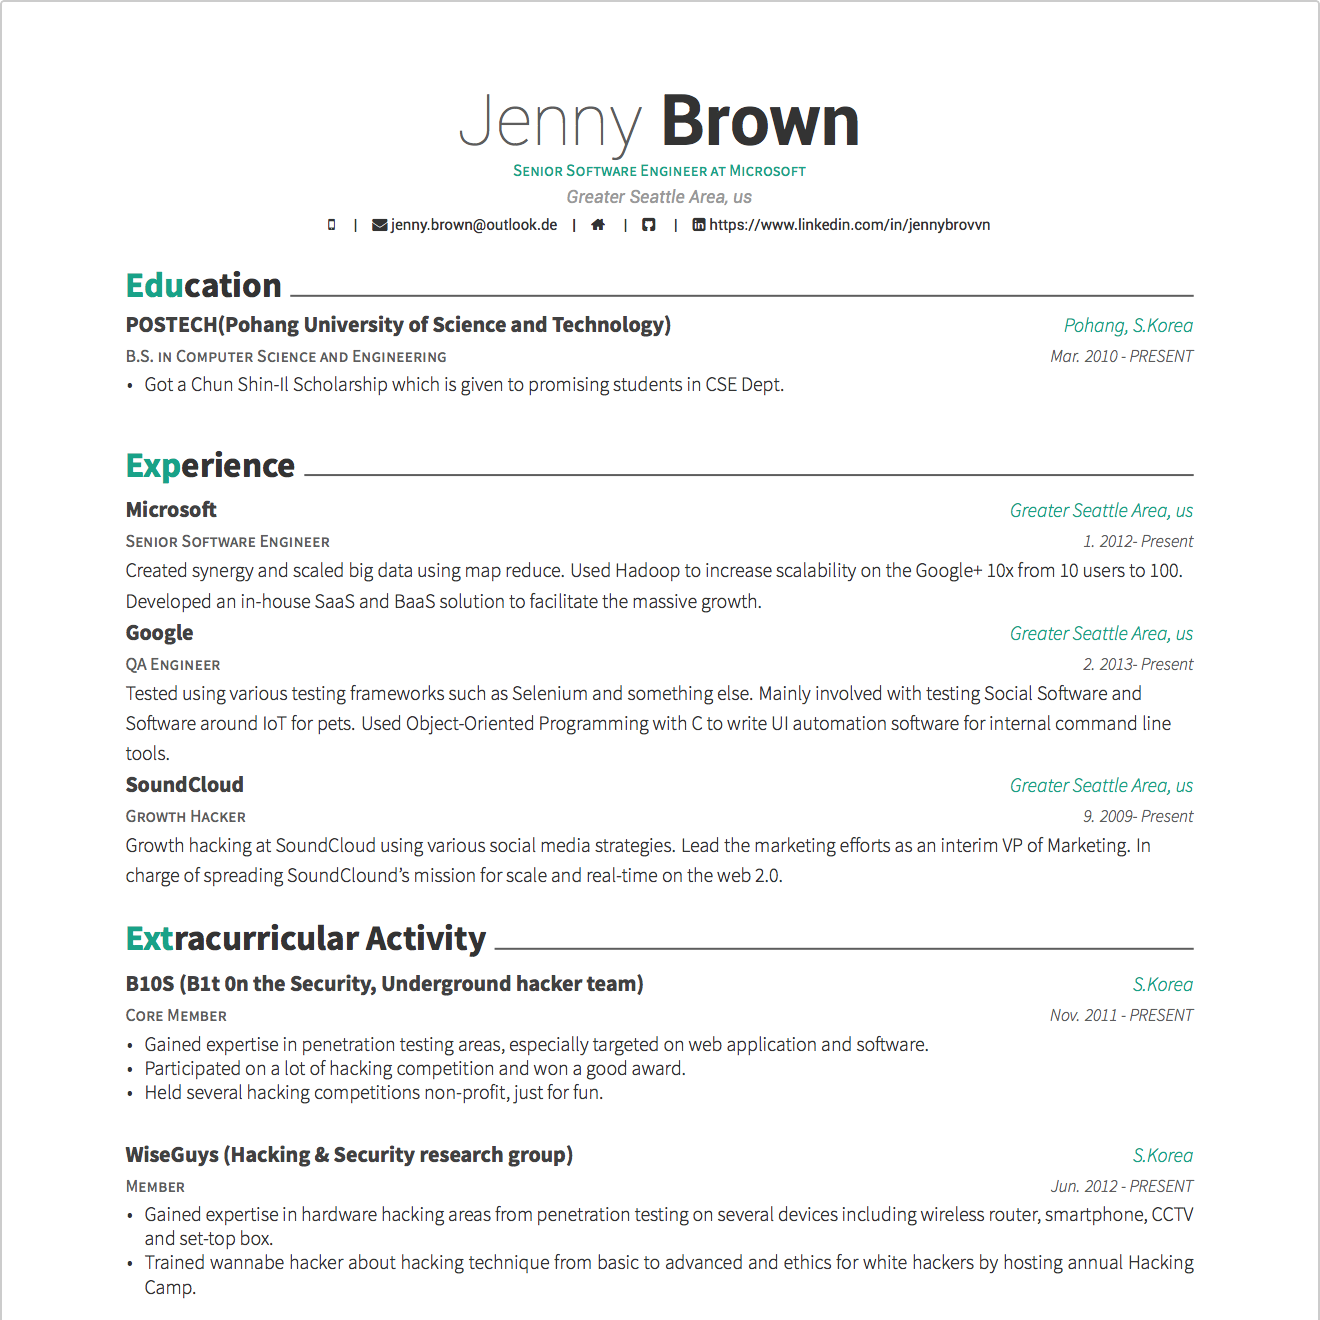 Jenny Brown
Senior Software Engineer at Microsoft
Greater Seattle Area, us
| jenny.brown@outlook.de | | | https://www.linkedin.com/in/jennybrovvn
Education
POSTECH(Pohang University of Science and Technology) Pohang, S.Korea
B.S. in Computer Science and Engineering Mar. 2010 - PRESENT
• Got a Chun Shin-Il Scholarship which is given to promising students in CSE Dept.
Experience
Microsoft Greater Seattle Area, us
Senior Software Engineer 1. 2012- Present
Created synergy and scaled big data using map reduce. Used Hadoop to increase scalability on the Google+ 10x from 10 users to 100.
Developed an in-house SaaS and BaaS solution to facilitate the massive growth.
Google Greater Seattle Area, us
QA Engineer 2. 2013- Present
Tested using various testing frameworks such as Selenium and something else. Mainly involved with testing Social Software and
Software around IoT for pets. Used Object-Oriented Programming with C to write UI automation software for internal command line
tools.
SoundCloud Greater Seattle Area, us
Growth Hacker 9. 2009- Present
Growth hacking at SoundCloud using various social media strategies. Lead the marketing efforts as an interim VP of Marketing. In
charge of spreading SoundClound’s mission for scale and real-time on the web 2.0.
Extracurricular Activity
B10S (B1t 0n the Security, Underground hacker team) S.Korea
Core Member Nov. 2011 - PRESENT
• Gained expertise in penetration testing areas, especially targeted on web application and software.
• Participated on a lot of hacking competition and won a good award.
• Held several hacking competitions non-profit, just for fun.
WiseGuys (Hacking & Security research group) S.Korea
Member Jun. 2012 - PRESENT
• Gained expertise in hardware hacking areas from penetration testing on several devices including wireless router, smartphone, CCTV
and set-top box.
• Trained wannabe hacker about hacking technique from basic to advanced and ethics for white hackers by hosting annual Hacking
Camp.